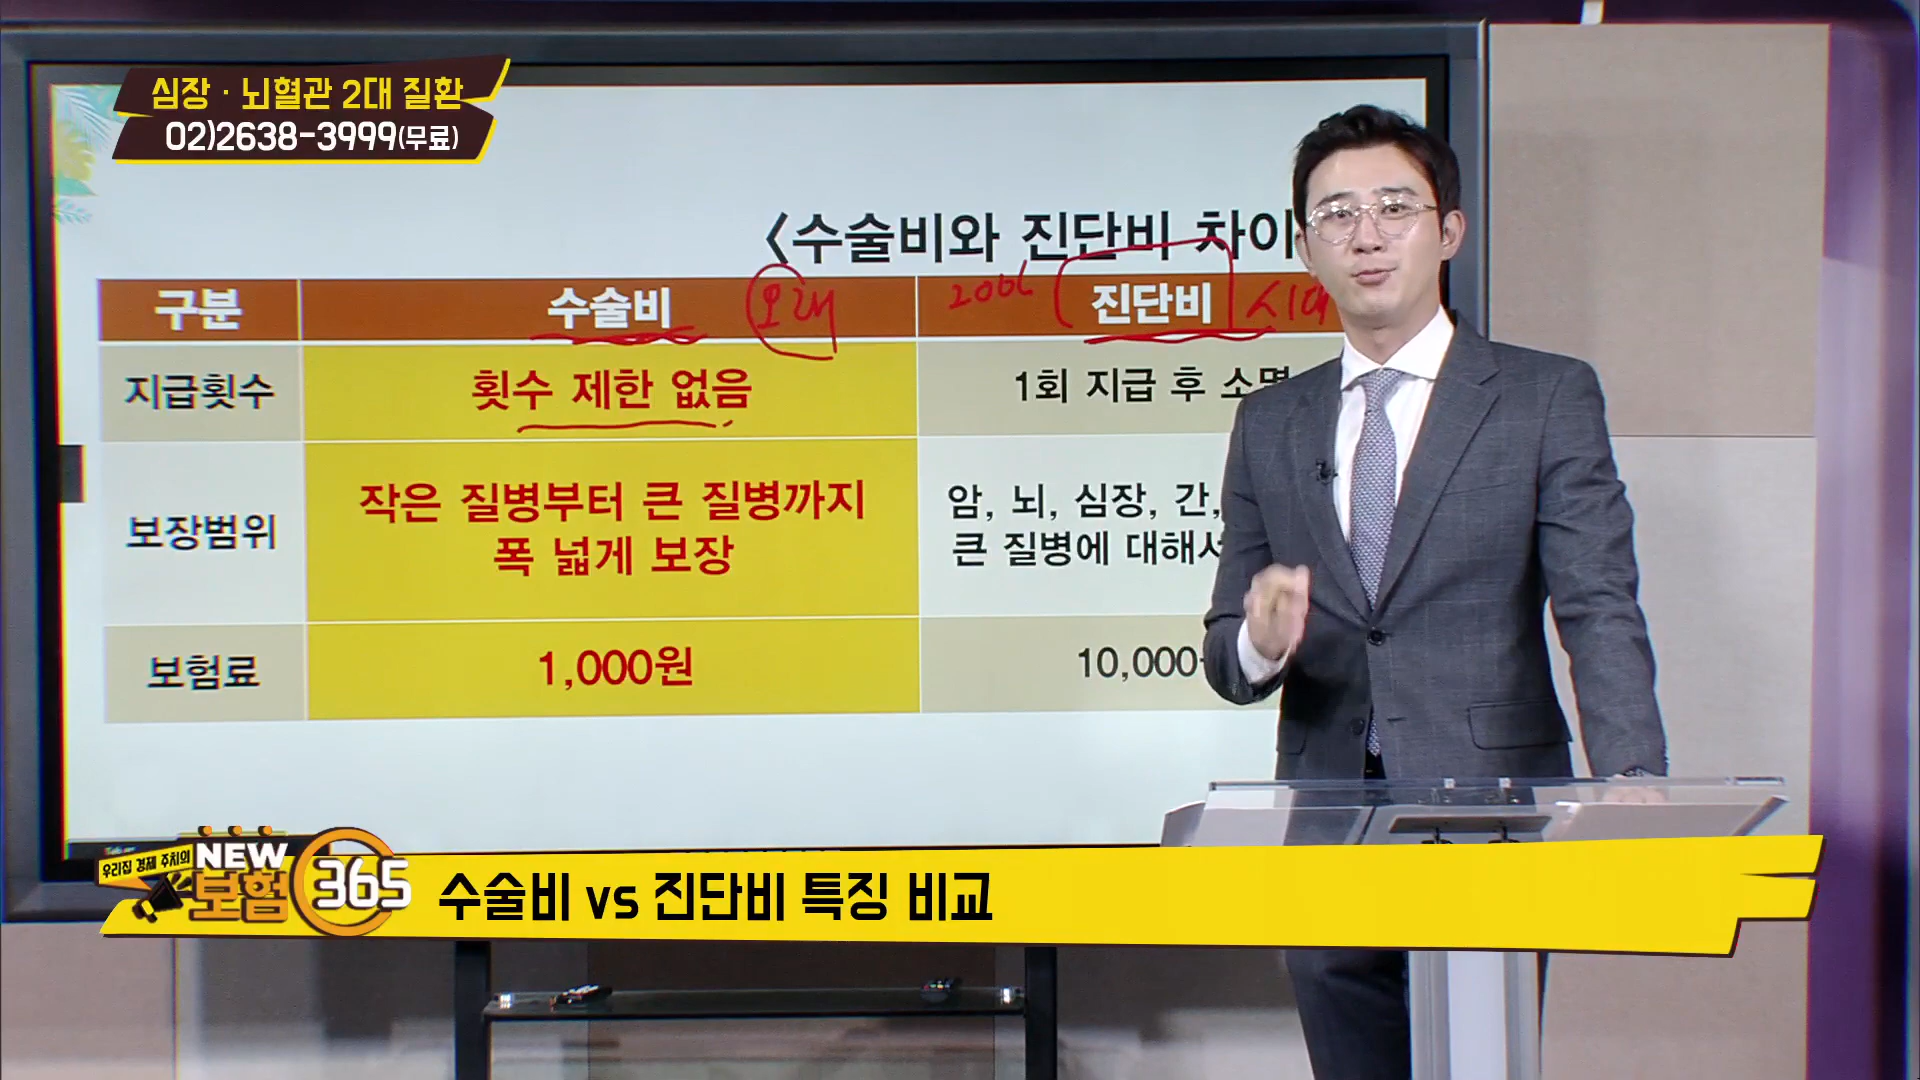 심장 · 뇌혈관 2대 질환
02)2638-3999(무료)
<수술비와 진단비 차이
구분 수술비 오래 진단비
지급횟수 횟수 제한 없음 1회 지급 후 소멸
보장범위 작은 질병부터 큰 질병까지 폭 넓게 보장 암, 뇌, 심장, 간, 큰 질병에 대해서
보험료 1,000원 10,000
우리집 경제 주치의
NEW 보험 365
수술비 vs 진단비 특징 비교